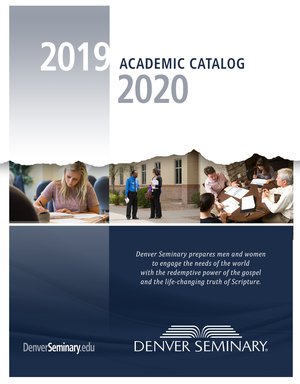 2019 ACADEMIC CATALOG
2020
Denver Seminary prepares men and women
to engage the needs of the world
with the redemptive power of the gospel
and the life-changing truth of Scripture.
DenverSeminary.edu
DENVER SEMINARY®